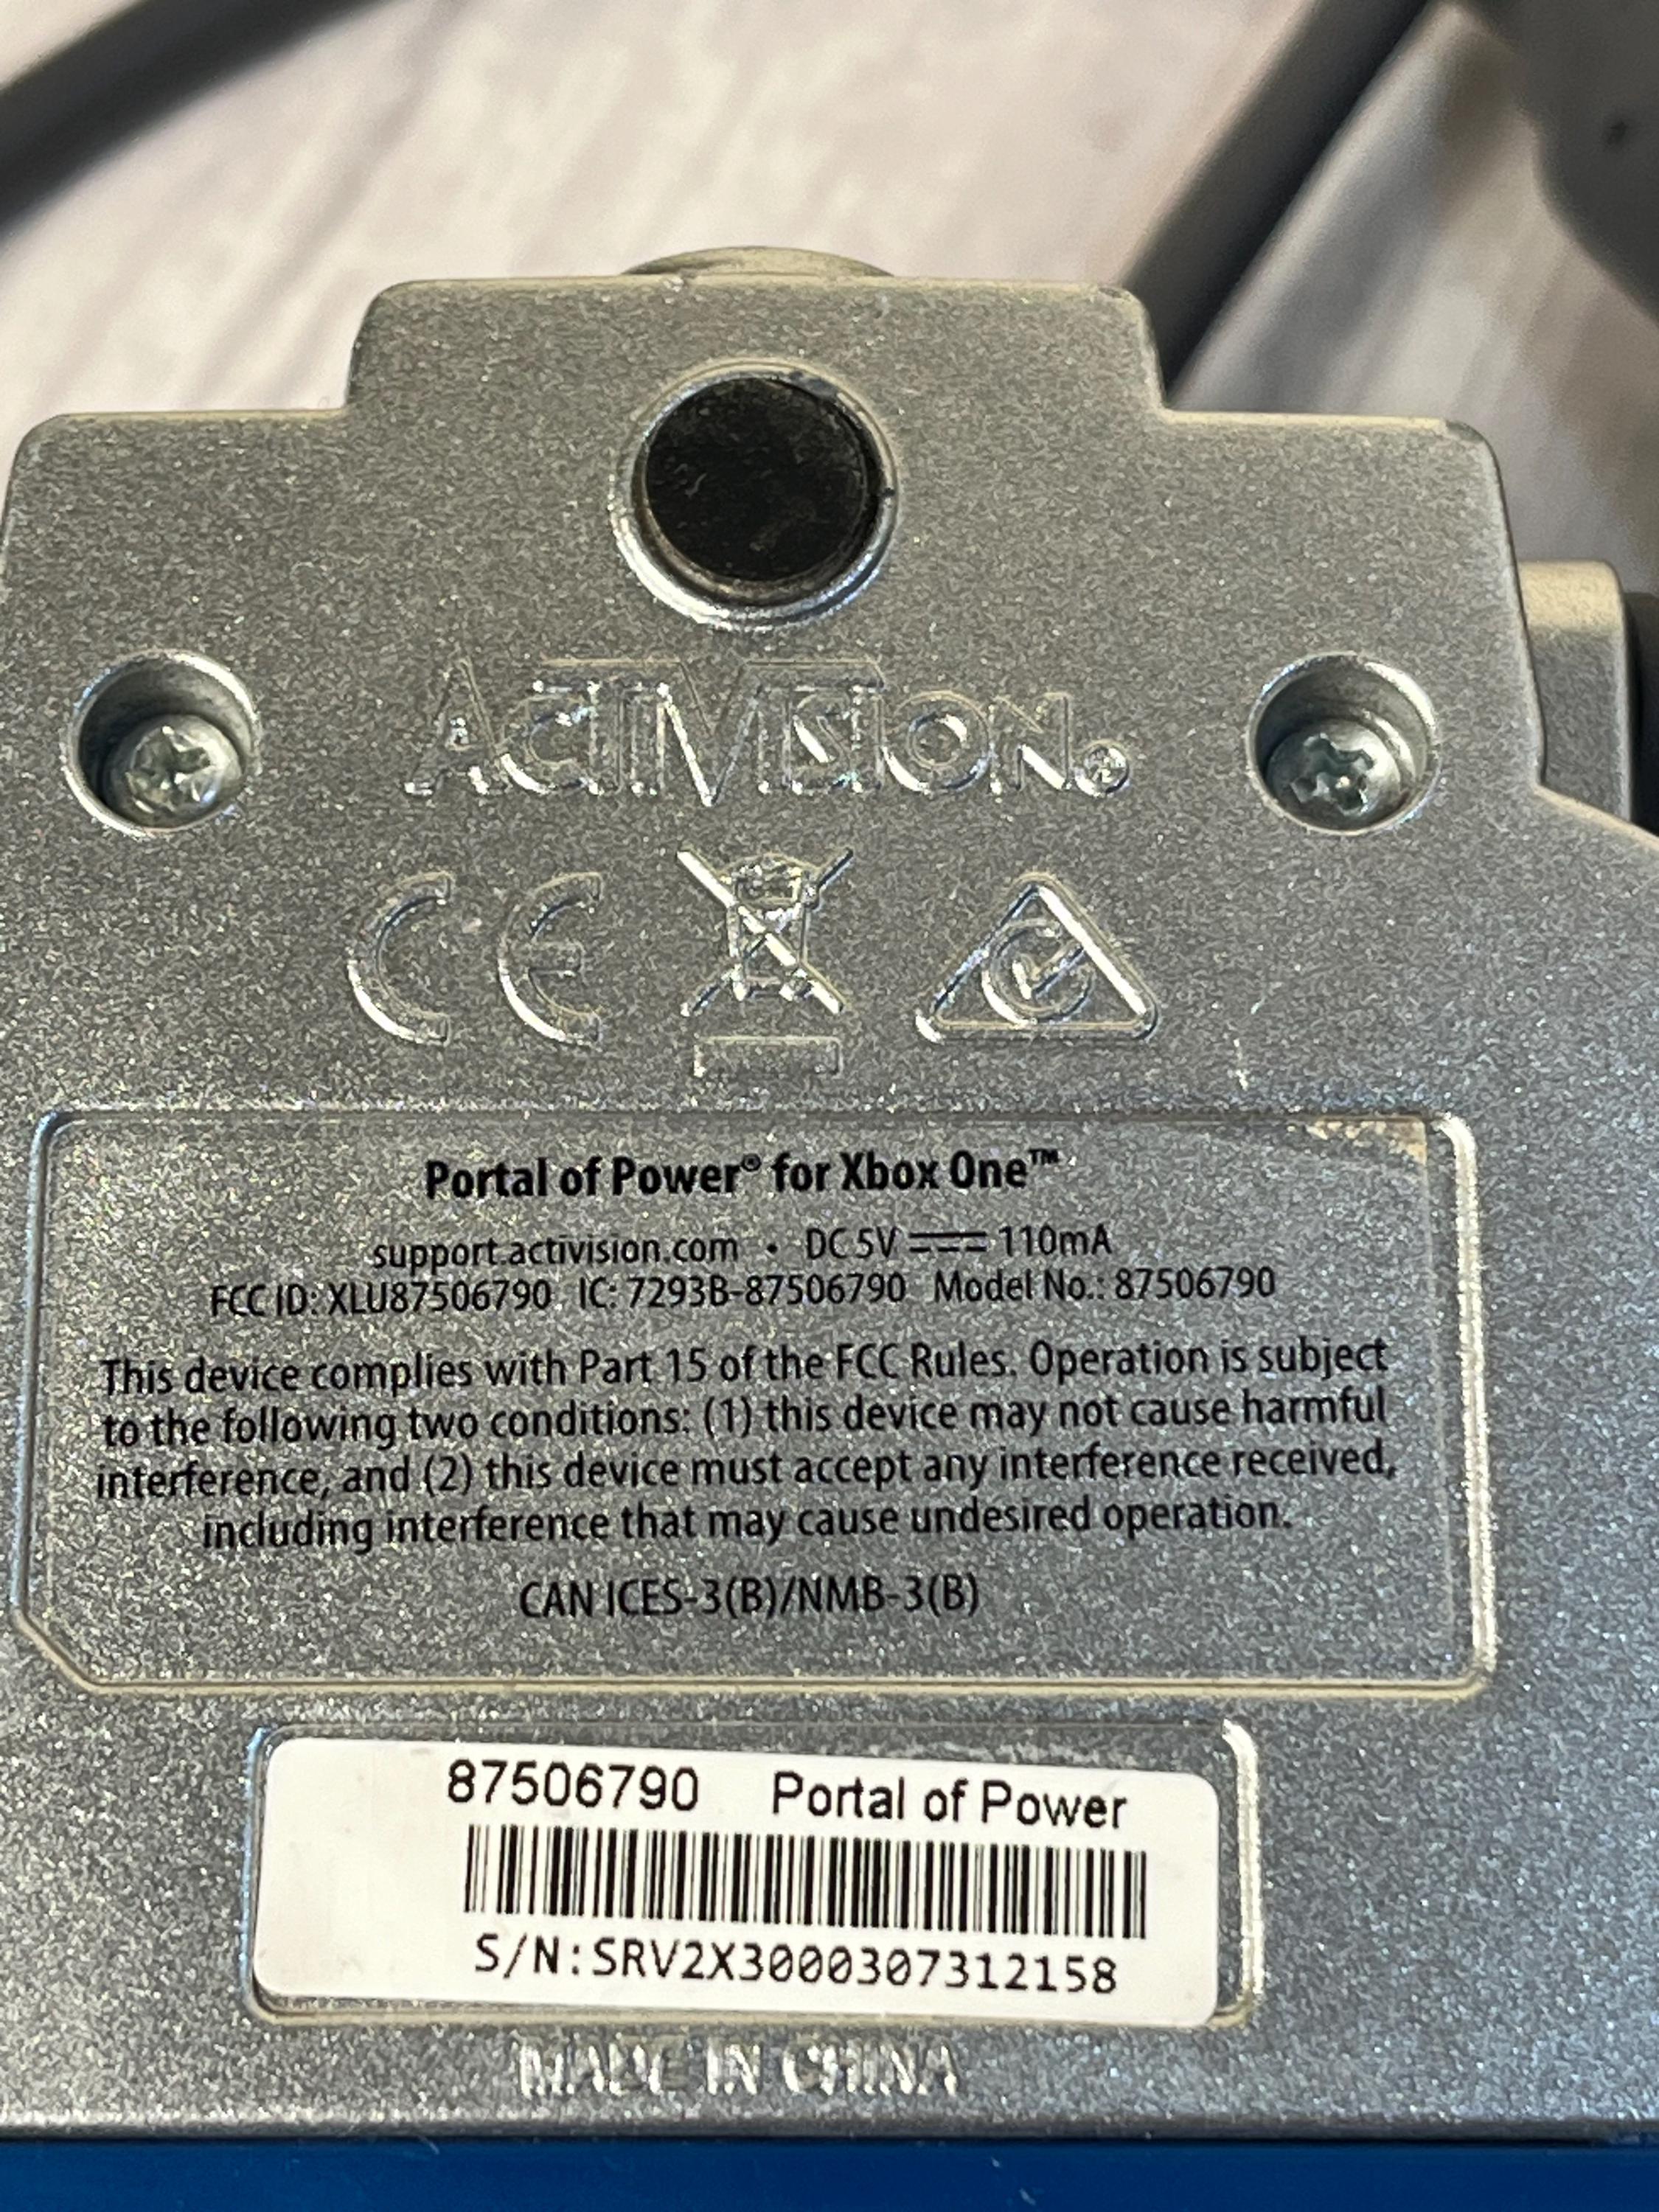 ACTIVISION®
CE
Portal of Power® for Xbox One™
support.activision.com • DC 5V ⎓ 110mA
FCC ID: XLU87506790 IC: 7293B-87506790 Model No.: 87506790
This device complies with Part 15 of the FCC Rules. Operation is subject
to the following two conditions: (1) this device may not cause harmful
interference, and (2) this device must accept any interference received,
including interference that may cause undesired operation.
CAN ICES-3(B)/NMB-3(B)
87506790 Portal of Power
S/N:SRV2X3000307312158
MADE IN CHINA